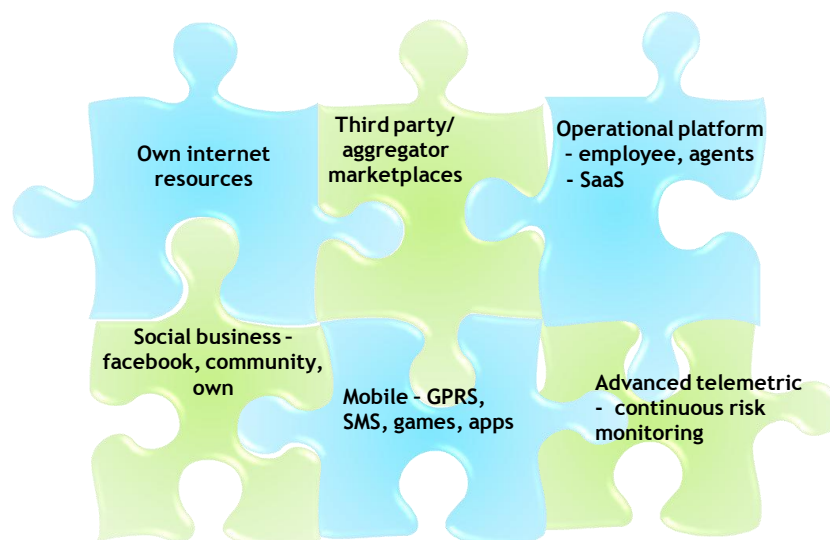 Own internet
resources
Third party/
aggregator
marketplaces
Operational platform
– employee, agents
- SaaS
Social business –
facebook, community,
own
Mobile – GPRS,
SMS, games, apps
Advanced telemetric
- continuous risk
monitoring